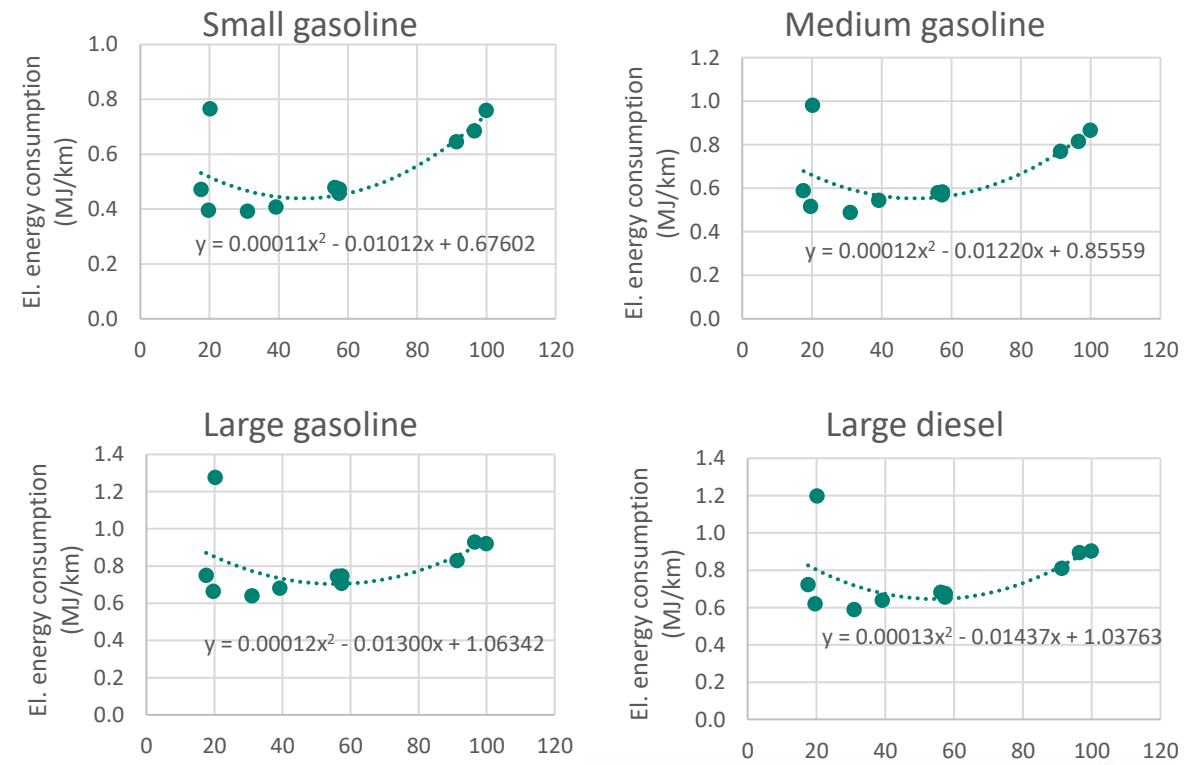 Small gasoline
El. energy consumption
(MJ/km)
1.0
0.8
0.6
0.4
0.2
0.0
y = 0.00011x² - 0.01012x + 0.67602
0 20 40 60 80 100 120
Medium gasoline
El. energy consumption
(MJ/km)
1.2
1.0
0.8
0.6
0.4
0.2
0.0
y = 0.00012x² - 0.01220x + 0.85559
0 20 40 60 80 100 120
Large gasoline
El. energy consumption
(MJ/km)
1.4
1.2
1.0
0.8
0.6
0.4
0.2
0.0
y = 0.00012x² - 0.01300x + 1.06342
0 20 40 60 80 100 120
Large diesel
El. energy consumption
(MJ/km)
1.4
1.2
1.0
0.8
0.6
0.4
0.2
0.0
y = 0.00013x² - 0.01437x + 1.03763
0 20 40 60 80 100 120